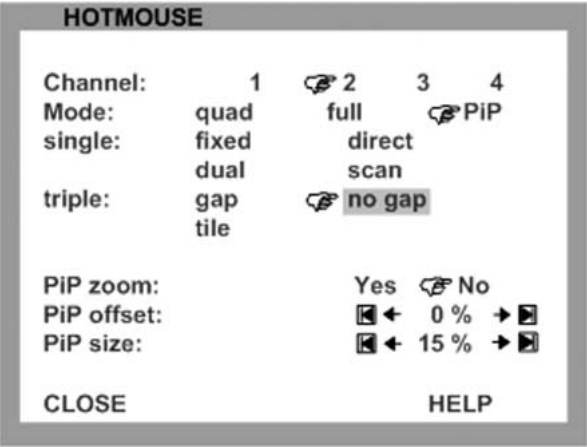 HOTMOUSE
Channel: 1 2 3 4
Mode: quad full PiP
single: fixed direct
dual scan
triple: gap no gap
tile
PiP zoom: Yes No
PiP offset: 0 %
PiP size: 15 %
CLOSE HELP